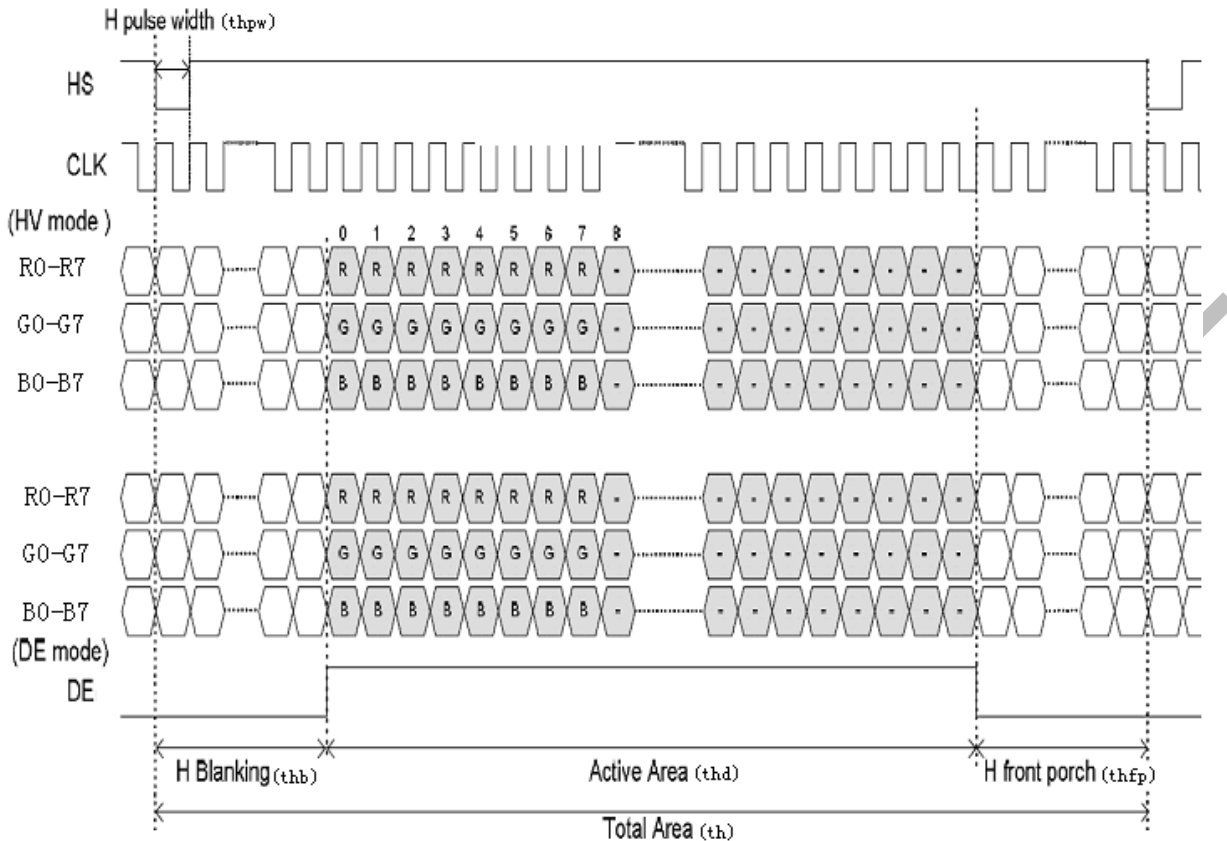 H pulse width (thpw)
HS
CLK
(HV mode )
0 1 2 3 4 5 6 7 8
R0-R7 R R R R R R R R - - - - - - - - -
G0-G7 G G G G G G G G - - - - - - - - -
B0-B7 B B B B B B B B - - - - - - - - -
R0-R7 R R R R R R R R - - - - - - - - -
G0-G7 G G G G G G G G - - - - - - - - -
B0-B7 B B B B B B B B - - - - - - - - -
(DE mode)
DE
H Blanking(thb) Active Area (thd) H front porch (thfp)
Total Area (th)